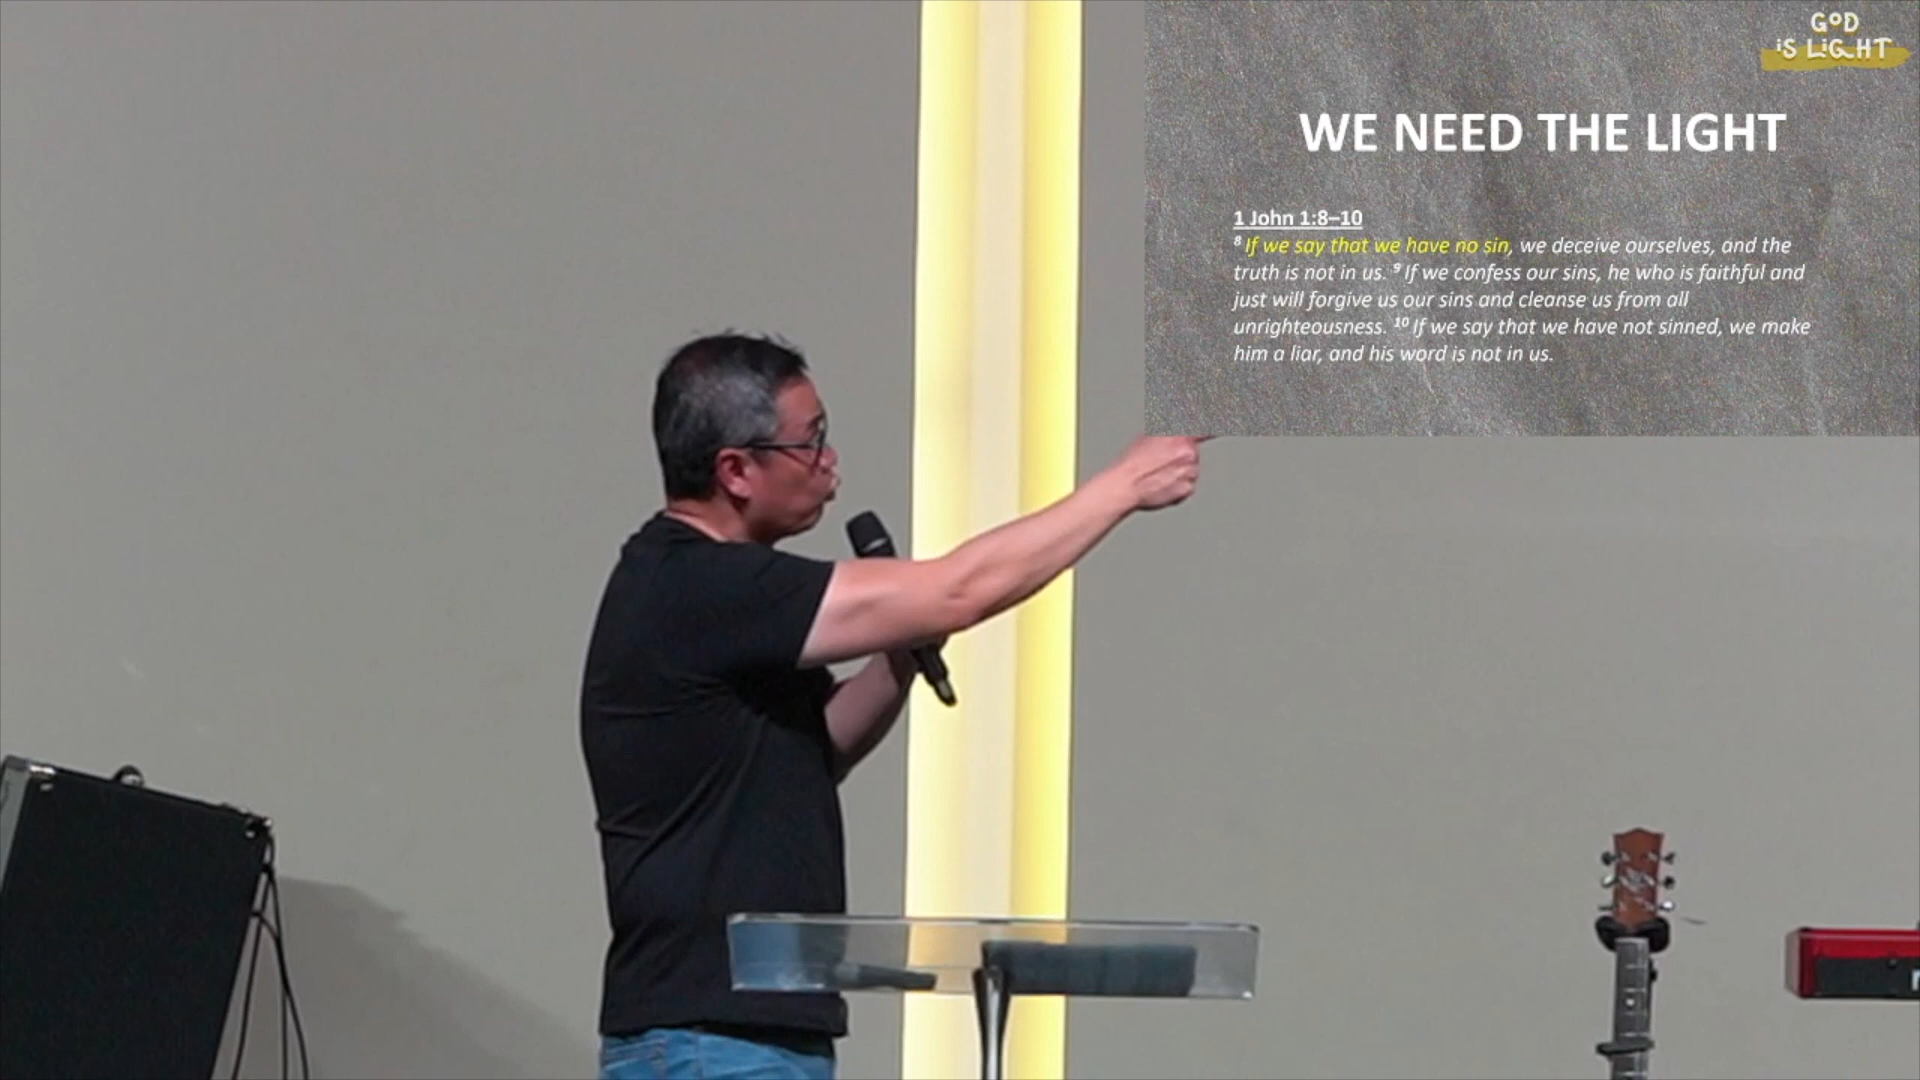 GOD
iS LiGHT
WE NEED THE LIGHT
1 John 1:8–10
⁸ If we say that we have no sin, we deceive ourselves, and the
truth is not in us. ⁹ If we confess our sins, he who is faithful and
just will forgive us our sins and cleanse us from all
unrighteousness. ¹⁰ If we say that we have not sinned, we make
him a liar, and his word is not in us.